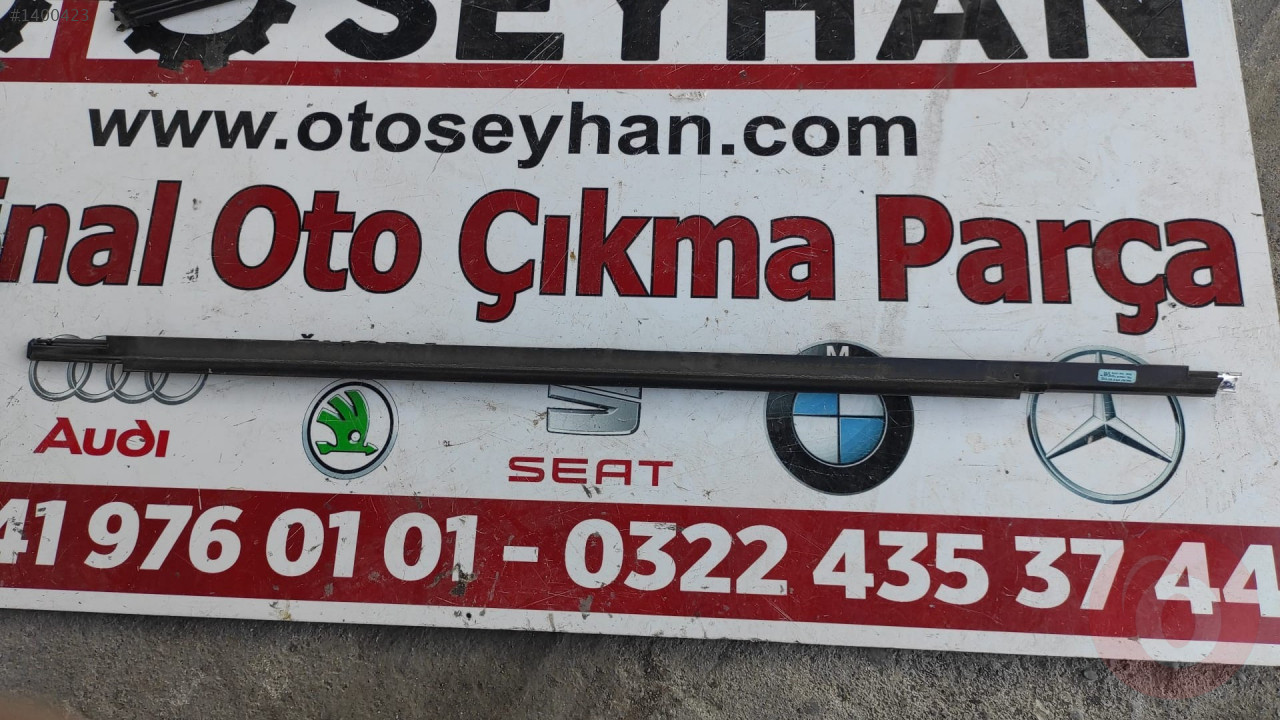 #1400423
SEYHAN
www.otoseyhan.com
inal Oto Çıkma Parça
M
Audi
SEAT
41 976 01 01 - 0322 435 37 44